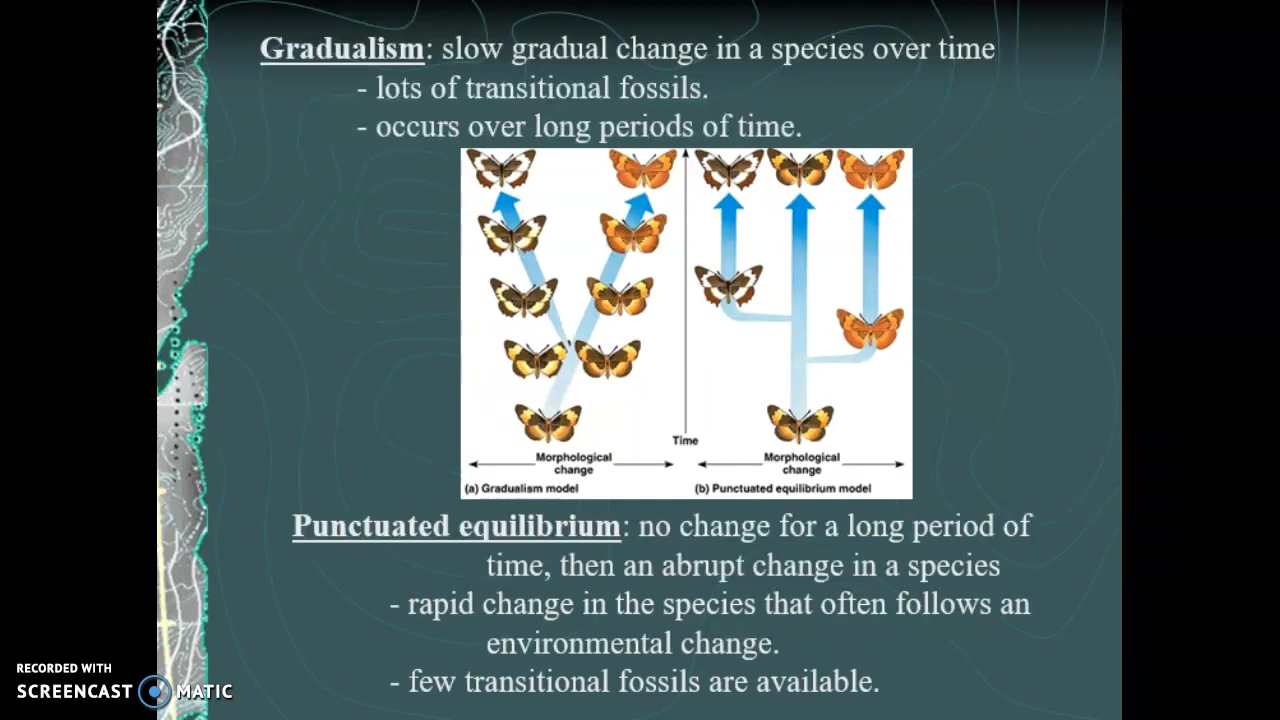 Gradualism: slow gradual change in a species over time
- lots of transitional fossils.
- occurs over long periods of time.
Time
Morphological
change
(a) Gradualism model
Morphological
change
(b) Punctuated equilibrium model
Punctuated equilibrium: no change for a long period of
time, then an abrupt change in a species
- rapid change in the species that often follows an
environmental change.
- few transitional fossils are available.
RECORDED WITH
SCREENCAST MATIC